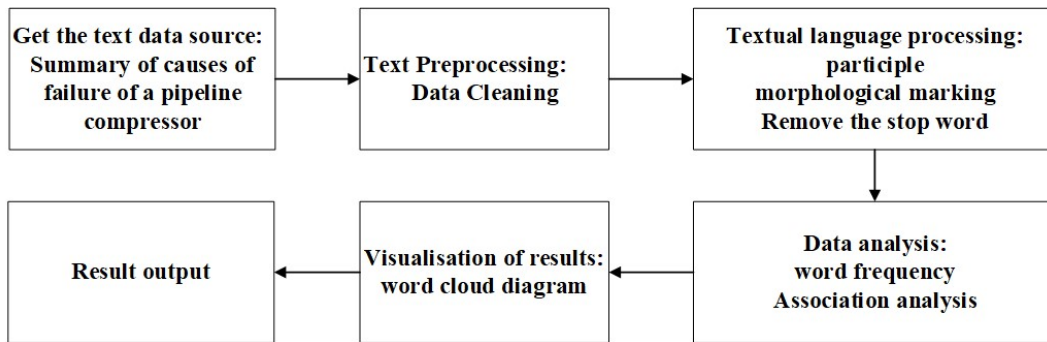 Get the text data source:
Summary of causes of
failure of a pipeline
compressor
Text Preprocessing:
Data Cleaning
Textual language processing:
participle
morphological marking
Remove the stop word
Data analysis:
word frequency
Association analysis
Visualisation of results:
word cloud diagram
Result output